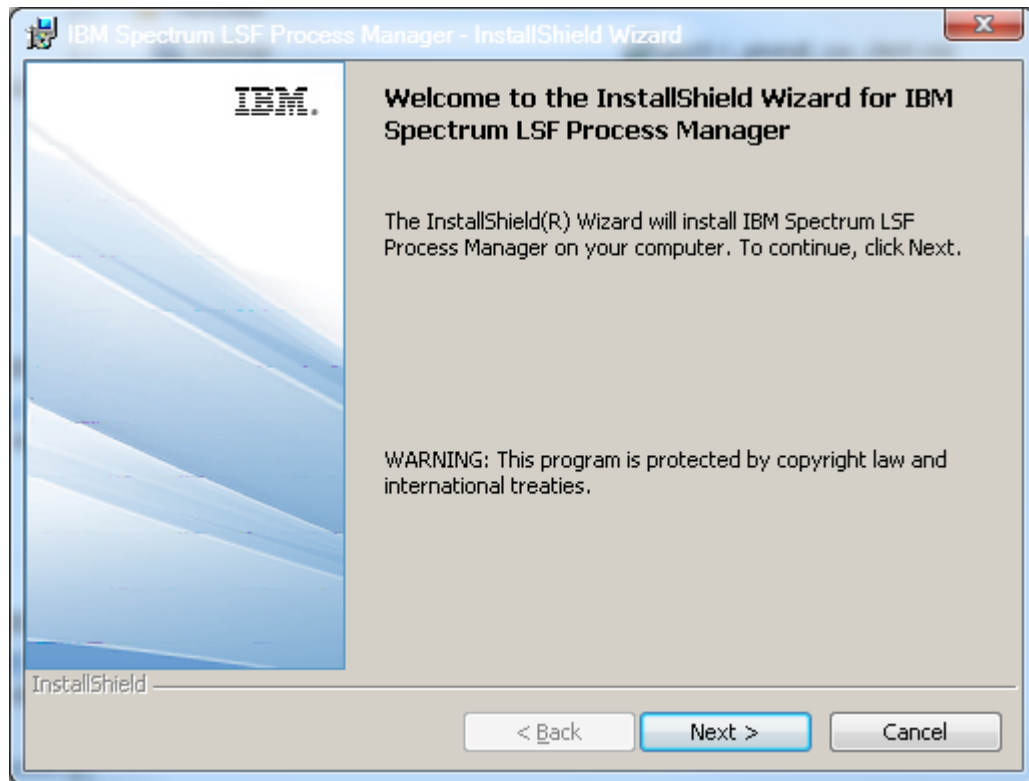 IBM Spectrum LSF Process Manager - InstallShield Wizard
IBM.
Welcome to the InstallShield Wizard for IBM
Spectrum LSF Process Manager
The InstallShield(R) Wizard will install IBM Spectrum LSF
Process Manager on your computer. To continue, click Next.
WARNING: This program is protected by copyright law and
international treaties.
InstallShield
< Back
Next >
Cancel